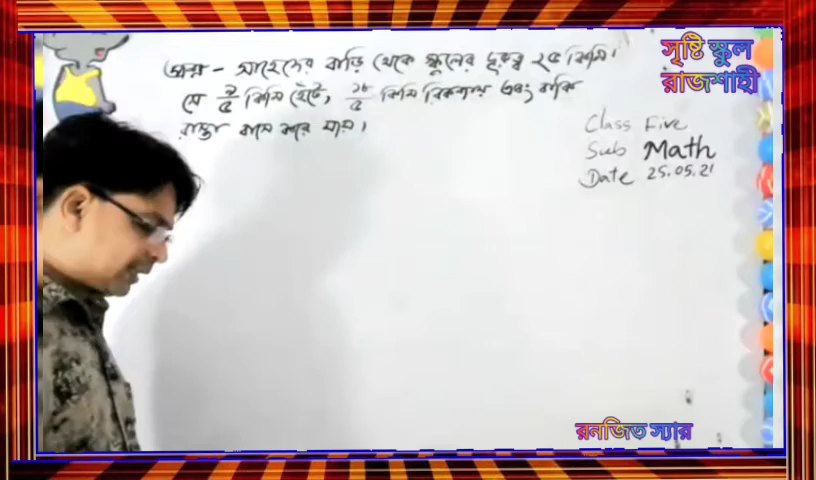 প্রশ্ন - সাহেদের বাড়ি থেকে স্কুলের দূরত্ব ২৫ কিমি।
সে ৯/৫ কিমি হেঁটে, ১৮/৫ কিমি রিকশায় এবং বাকি
রাস্তা বাসে করে যায়।
Class Five
Sub Math
Date 25.05.21
সৃষ্টি স্কুল
রাজশাহী
রনজিত স্যার